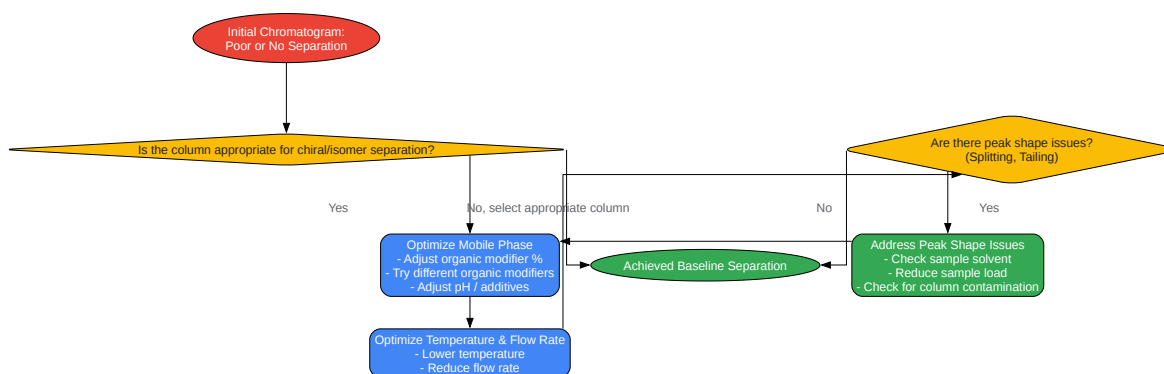 Initial Chromatogram:
Poor or No Separation
Is the column appropriate for chiral/isomer separation?
Are there peak shape issues?
(Splitting, Tailing)
Yes
No, select appropriate column
No
Yes
Optimize Mobile Phase
- Adjust organic modifier %
- Try different organic modifiers
- Adjust pH / additives
Achieved Baseline Separation
Address Peak Shape Issues
- Check sample solvent
- Reduce sample load
- Check for column contamination
Optimize Temperature & Flow Rate
- Lower temperature
- Reduce flow rate